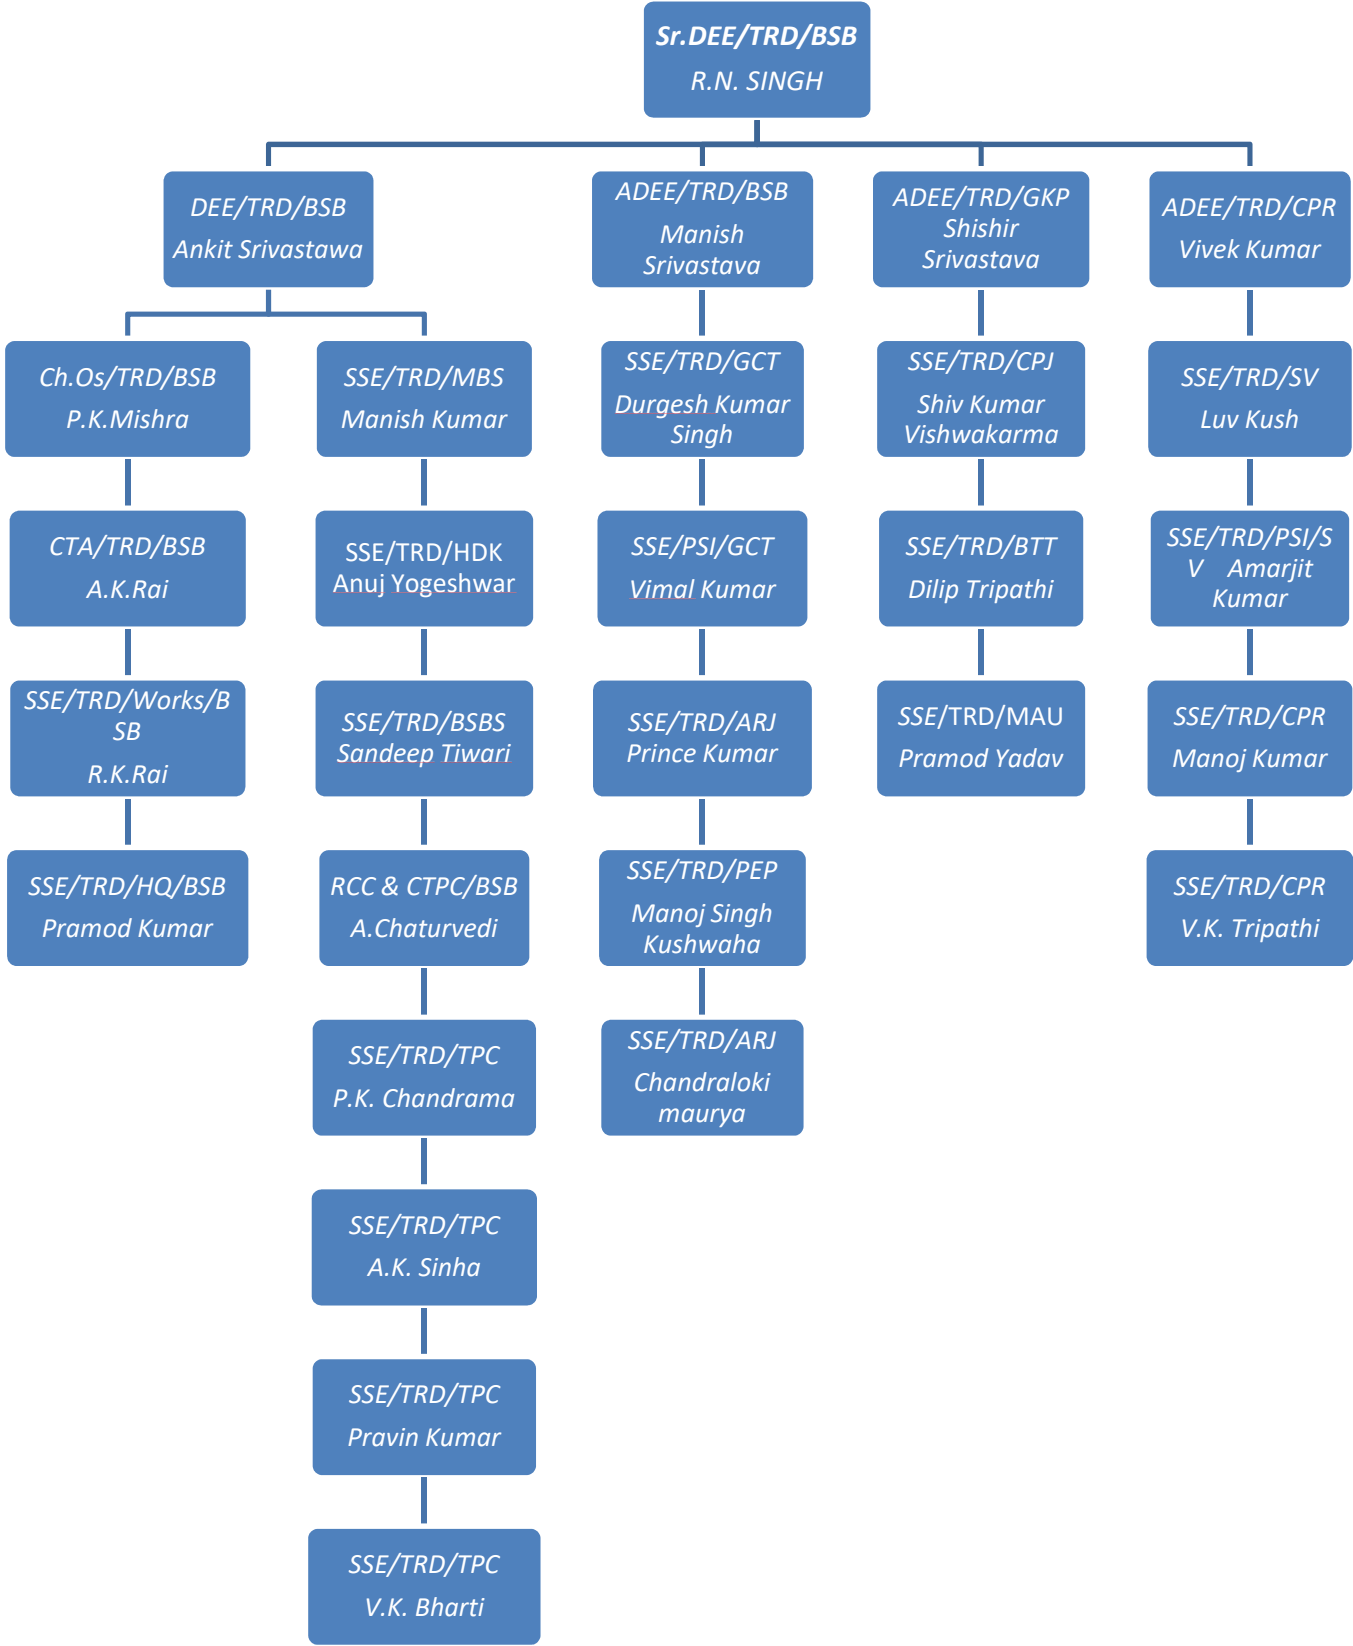 Sr.DEE/TRD/BSB
R.N. SINGH
DEE/TRD/BSB
Ankit Srivastawa
ADEE/TRD/BSB
Manish
Srivastava
ADEE/TRD/GKP
Shishir
Srivastava
ADEE/TRD/CPR
Vivek Kumar
Ch.Os/TRD/BSB
P.K.Mishra
SSE/TRD/MBS
Manish Kumar
SSE/TRD/GCT
Durgesh Kumar
Singh
SSE/TRD/CPJ
Shiv Kumar
Vishwakarma
SSE/TRD/SV
Luv Kush
CTA/TRD/BSB
A.K.Rai
SSE/TRD/HDK
Anuj Yogeshwar
SSE/PSI/GCT
Vimal Kumar
SSE/TRD/BTT
Dilip Tripathi
SSE/TRD/PSI/S
V Amarjit
Kumar
SSE/TRD/Works/B
SB
R.K.Rai
SSE/TRD/BSBS
Sandeep Tiwari
SSE/TRD/ARJ
Prince Kumar
SSE/TRD/MAU
Pramod Yadav
SSE/TRD/CPR
Manoj Kumar
SSE/TRD/HQ/BSB
Pramod Kumar
RCC & CTPC/BSB
A.Chaturvedi
SSE/TRD/PEP
Manoj Singh
Kushwaha
SSE/TRD/CPR
V.K. Tripathi
SSE/TRD/TPC
P.K. Chandrama
SSE/TRD/ARJ
Chandraloki
maurya
SSE/TRD/TPC
A.K. Sinha
SSE/TRD/TPC
Pravin Kumar
SSE/TRD/TPC
V.K. Bharti